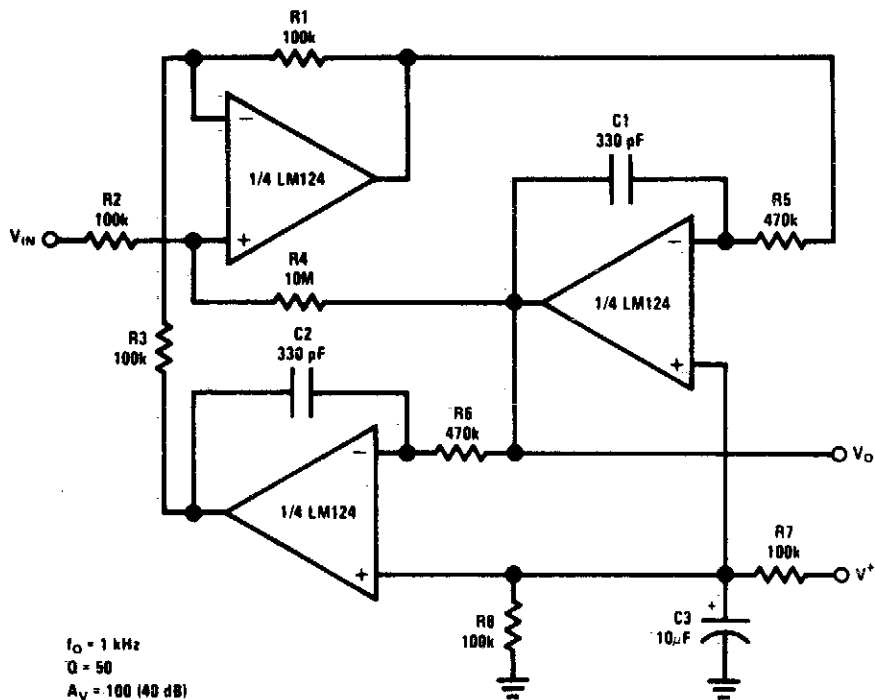 R1
100k
C1
330 pF
1/4 LM124
R2
100k
R5
470k
VIN
R4
10M
1/4 LM124
C2
330 pF
R3
100k
R6
470k
VO
1/4 LM124
R7
100k
V+
R8
100k
C3
10μF
fO = 1 kHz
Q = 50
AV = 100 (40 dB)